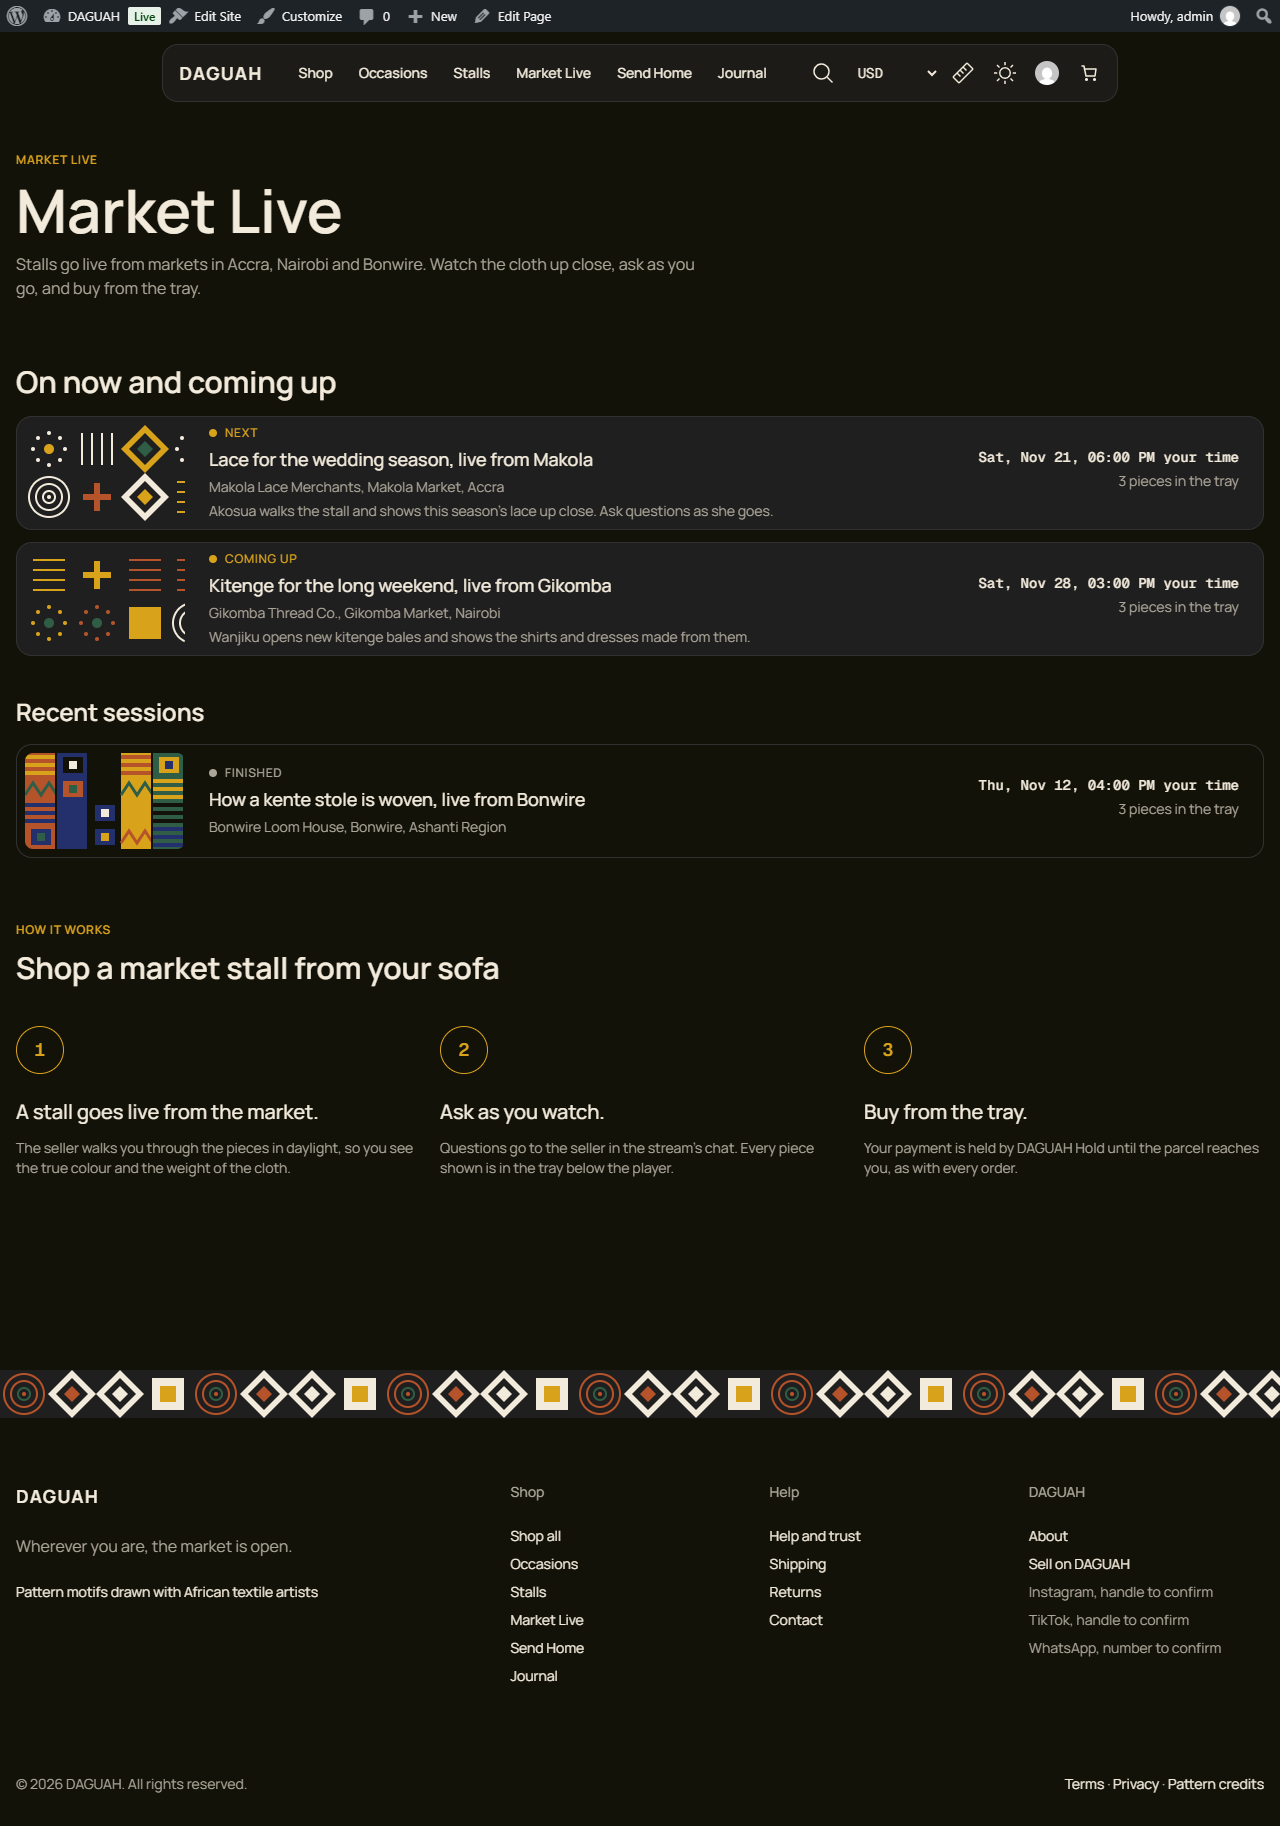 DAGUAH Live Edit Site Customize 0 New Edit Page Howdy, admin
DAGUAH Shop Occasions Stalls Market Live Send Home Journal USD
MARKET LIVE
Market Live
Stalls go live from markets in Accra, Nairobi and Bonwire. Watch the cloth up close, ask as you
go, and buy from the tray.
On now and coming up
NEXT
Lace for the wedding season, live from Makola
Makola Lace Merchants, Makola Market, Accra
Akosua walks the stall and shows this season's lace up close. Ask questions as she goes.
Sat, Nov 21, 06:00 PM your time
3 pieces in the tray
COMING UP
Kitenge for the long weekend, live from Gikomba
Gikomba Thread Co., Gikomba Market, Nairobi
Wanjiku opens new kitenge bales and shows the shirts and dresses made from them.
Sat, Nov 28, 03:00 PM your time
3 pieces in the tray
Recent sessions
FINISHED
How a kente stole is woven, live from Bonwire
Bonwire Loom House, Bonwire, Ashanti Region
Thu, Nov 12, 04:00 PM your time
3 pieces in the tray
HOW IT WORKS
Shop a market stall from your sofa
1
A stall goes live from the market.
The seller walks you through the pieces in daylight, so you see
the true colour and the weight of the cloth.
2
Ask as you watch.
Questions go to the seller in the stream's chat. Every piece
shown is in the tray below the player.
3
Buy from the tray.
Your payment is held by DAGUAH Hold until the parcel reaches
you, as with every order.
DAGUAH
Wherever you are, the market is open.
Pattern motifs drawn with African textile artists
Shop
Shop all
Occasions
Stalls
Market Live
Send Home
Journal
Help
Help and trust
Shipping
Returns
Contact
DAGUAH
About
Sell on DAGUAH
Instagram, handle to confirm
TikTok, handle to confirm
WhatsApp, number to confirm
© 2026 DAGUAH. All rights reserved.
Terms · Privacy · Pattern credits